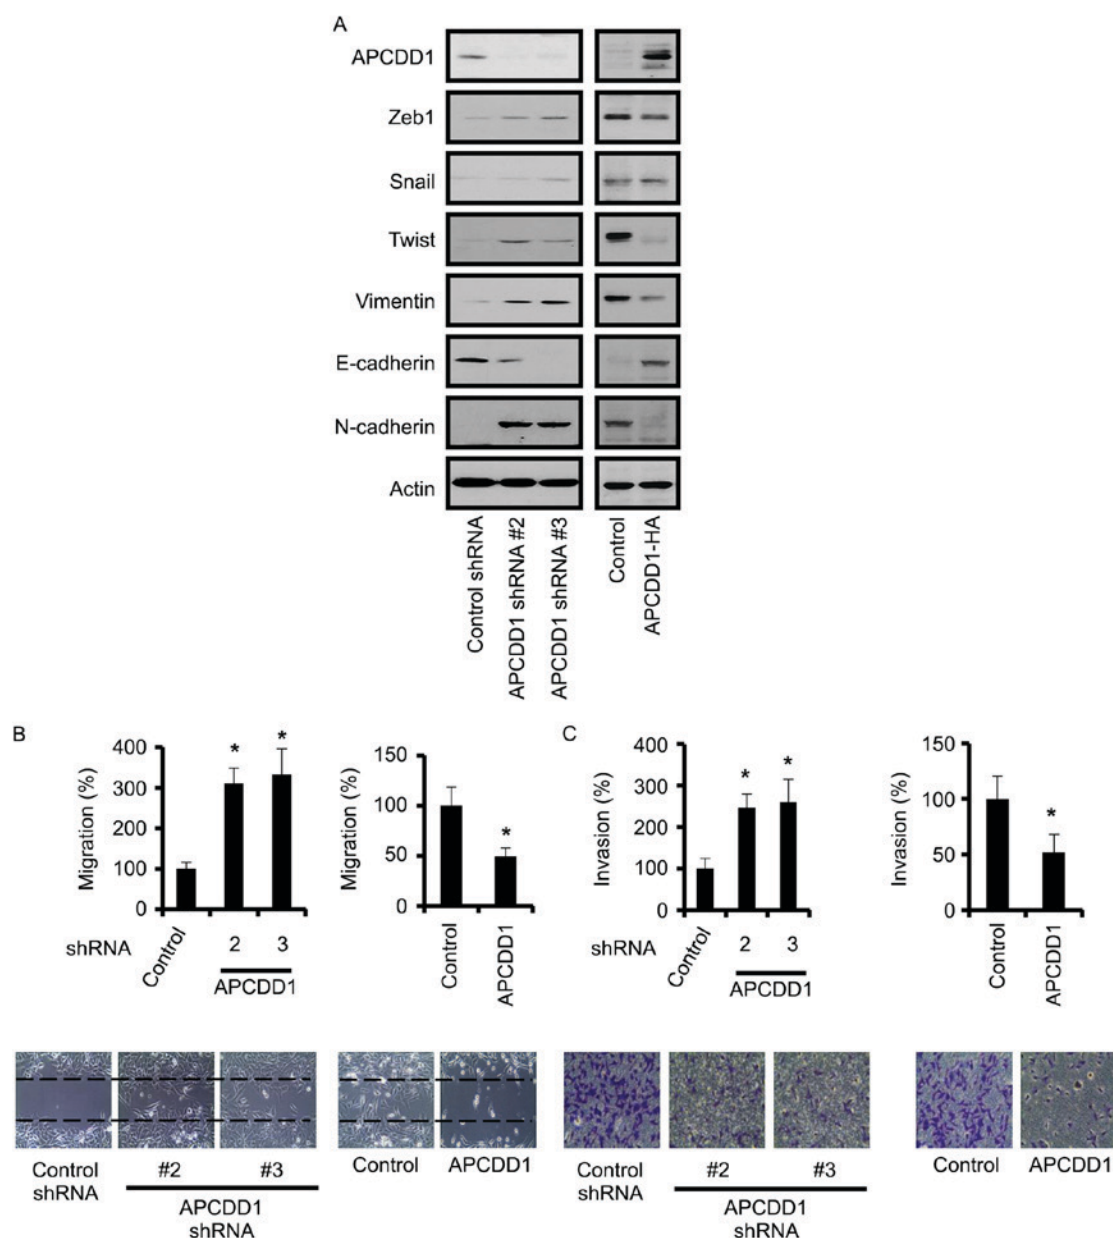 A
APCDD1
Zeb1
Snail
Twist
Vimentin
E-cadherin
N-cadherin
Actin
Control shRNA
APCDD1 shRNA #2
APCDD1 shRNA #3
Control
APCDD1-HA
B
Migration (%)
400
300
200
100
0
*
*
shRNA
Control
2
3
APCDD1
Migration (%)
150
100
50
0
*
Control
APCDD1
Control
shRNA
#2
#3
APCDD1
shRNA
Control
APCDD1
C
Invasion (%)
400
300
200
100
0
*
*
shRNA
Control
2
3
APCDD1
Invasion (%)
150
100
50
0
*
Control
APCDD1
Control
shRNA
#2
#3
APCDD1
shRNA
Control
APCDD1